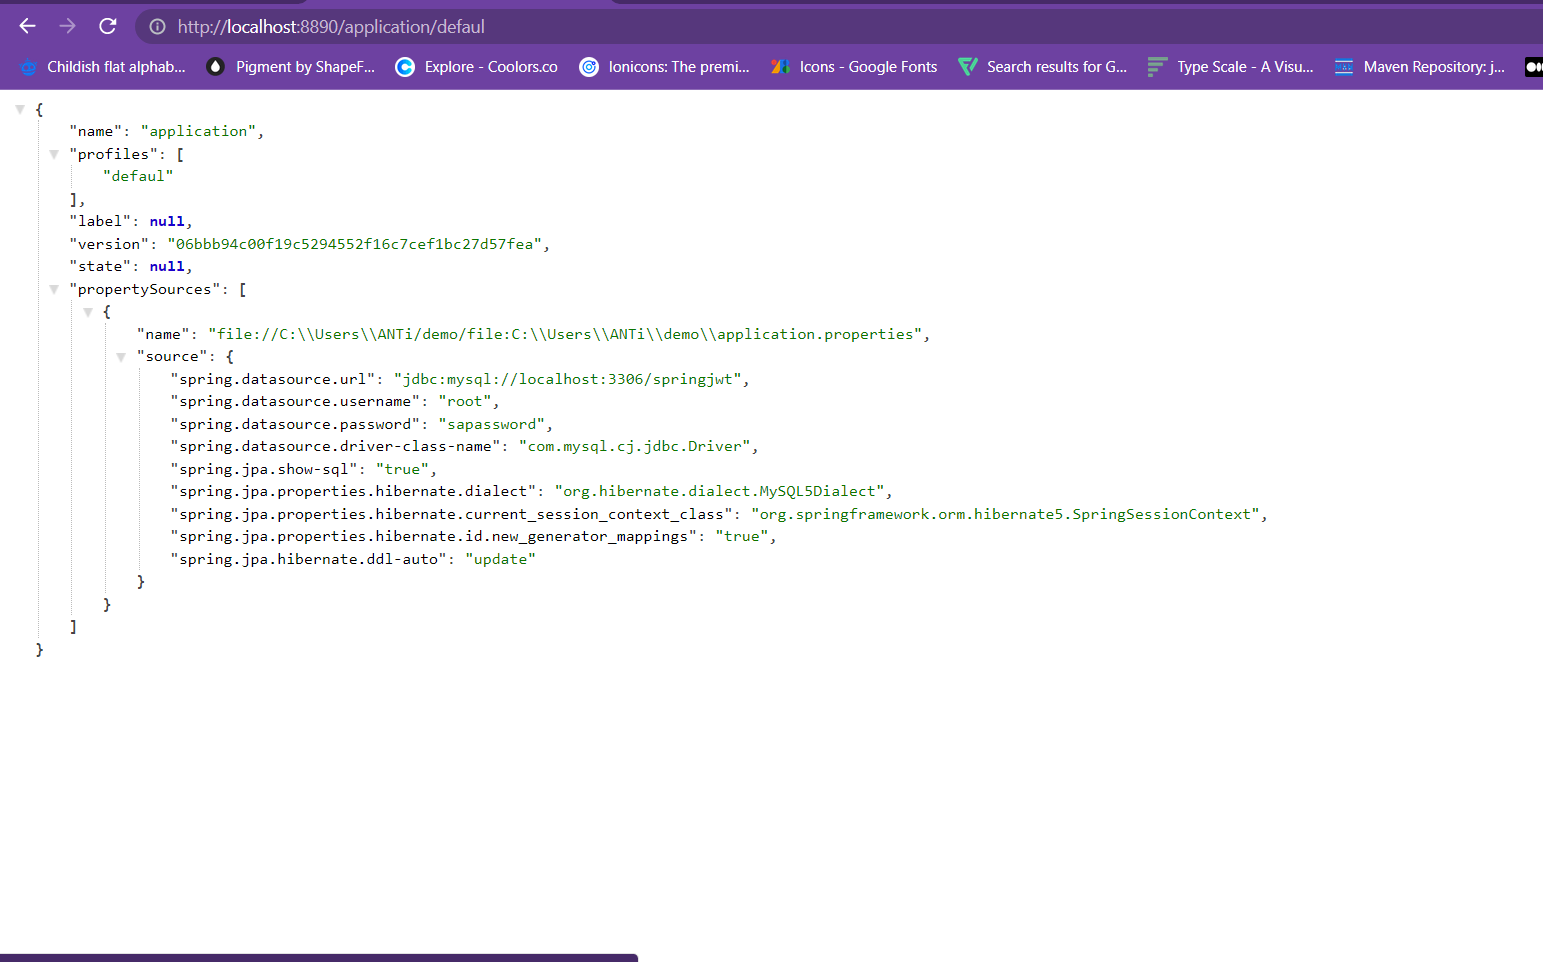 http://localhost:8890/application/defaul
Childish flat alphab... Pigment by ShapeF... Explore - Coolors.co Ionicons: The premi... Icons - Google Fonts Search results for G... Type Scale - A Visu... Maven Repository: j...
{
"name": "application",
"profiles": [
"defaul"
],
"label": null,
"version": "06bbb94c00f19c5294552f16c7cef1bc27d57fea",
"state": null,
"propertySources": [
{
"name": "file://C:\\Users\\ANTi/demo/file:C:\\Users\\ANTi\\demo\\application.properties",
"source": {
"spring.datasource.url": "jdbc:mysql://localhost:3306/springjwt",
"spring.datasource.username": "root",
"spring.datasource.password": "sapassword",
"spring.datasource.driver-class-name": "com.mysql.cj.jdbc.Driver",
"spring.jpa.show-sql": "true",
"spring.jpa.properties.hibernate.dialect": "org.hibernate.dialect.MySQL5Dialect",
"spring.jpa.properties.hibernate.current_session_context_class": "org.springframework.orm.hibernate5.SpringSessionContext",
"spring.jpa.properties.hibernate.id.new_generator_mappings": "true",
"spring.jpa.hibernate.ddl-auto": "update"
}
}
]
}